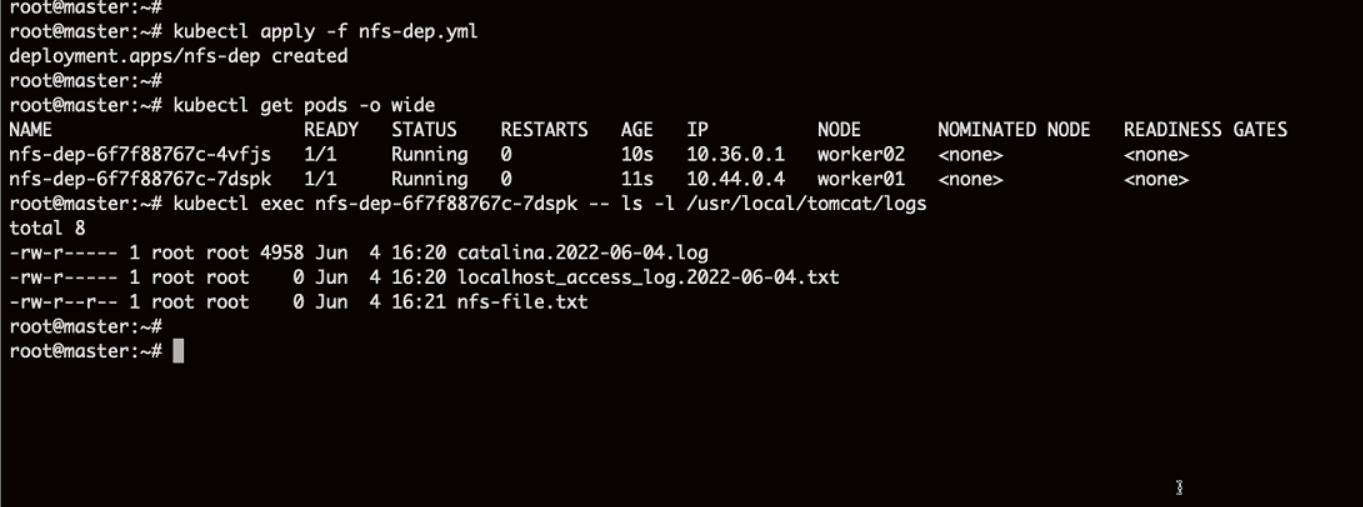 root@master:~#
root@master:~# kubectl apply -f nfs-dep.yml
deployment.apps/nfs-dep created
root@master:~#
root@master:~# kubectl get pods -o wide
NAME                     READY   STATUS    RESTARTS   AGE   IP          NODE       NOMINATED NODE   READINESS GATES
nfs-dep-6f7f88767c-4vfjs   1/1     Running   0          10s   10.36.0.1   worker02   <none>           <none>
nfs-dep-6f7f88767c-7dspk   1/1     Running   0          11s   10.44.0.4   worker01   <none>           <none>
root@master:~# kubectl exec nfs-dep-6f7f88767c-7dspk -- ls -l /usr/local/tomcat/logs
total 8
-rw-r----- 1 root root 4958 Jun  4 16:20 catalina.2022-06-04.log
-rw-r----- 1 root root    0 Jun  4 16:20 localhost_access_log.2022-06-04.txt
-rw-r--r-- 1 root root    0 Jun  4 16:21 nfs-file.txt
root@master:~#
root@master:~#